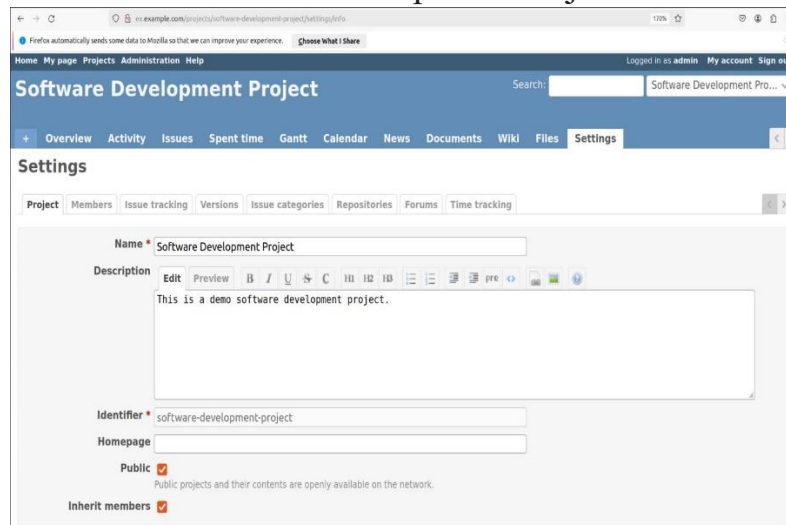 example.com/projects/software-development-project/settings/info 170%
Firefox automatically sends some data to Mozilla so that we can improve your experience. Choose What I Share
Home My page Projects Administration Help Logged in as admin My account Sign ou
Software Development Project Search: Software Development Pro...
+ Overview Activity Issues Spent time Gantt Calendar News Documents Wiki Files Settings
Settings
Project Members Issue tracking Versions Issue categories Repositories Forums Time tracking
Name * Software Development Project
Description Edit Preview B I U S C H1 H2 H3 pre <>
This is a demo software development project.
Identifier * software-development-project
Homepage
Public
Public projects and their contents are openly available on the network.
Inherit members